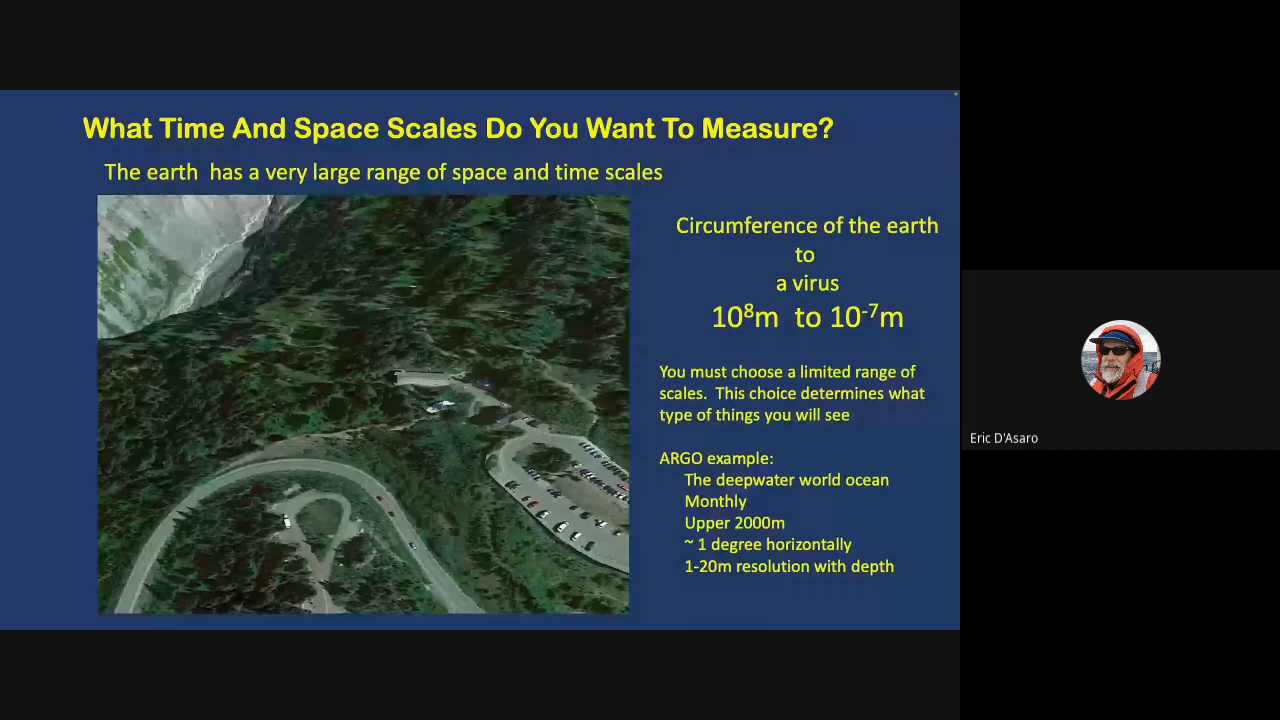 What Time And Space Scales Do You Want To Measure?
The earth has a very large range of space and time scales
Circumference of the earth
to
a virus
10⁸m to 10⁻⁷m
You must choose a limited range of
scales. This choice determines what
type of things you will see
ARGO example:
The deepwater world ocean
Monthly
Upper 2000m
~ 1 degree horizontally
1-20m resolution with depth
Eric D'Asaro